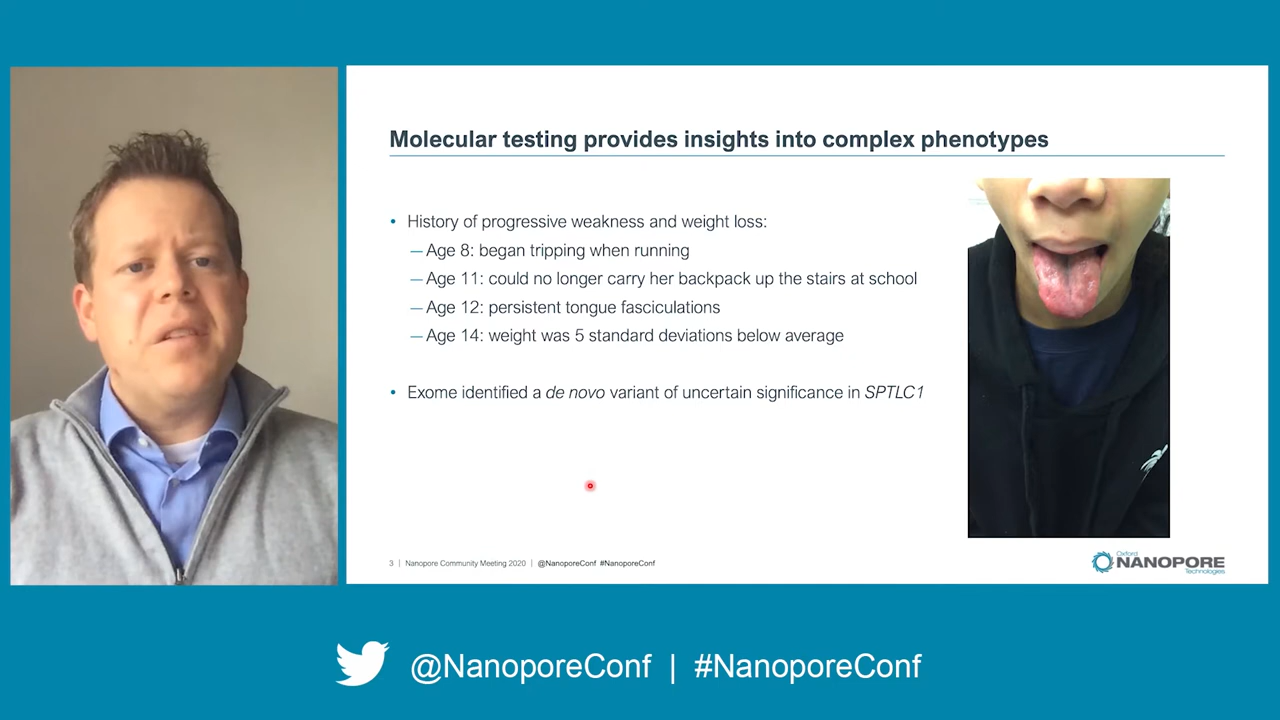 Molecular testing provides insights into complex phenotypes
• History of progressive weakness and weight loss:
— Age 8: began tripping when running
— Age 11: could no longer carry her backpack up the stairs at school
— Age 12: persistent tongue fasciculations
— Age 14: weight was 5 standard deviations below average
• Exome identified a de novo variant of uncertain significance in SPTLC1
3 | Nanopore Community Meeting 2020 | @NanoporeConf #NanoporeConf
Oxford
NANOPORE
Technologies
@NanoporeConf | #NanoporeConf